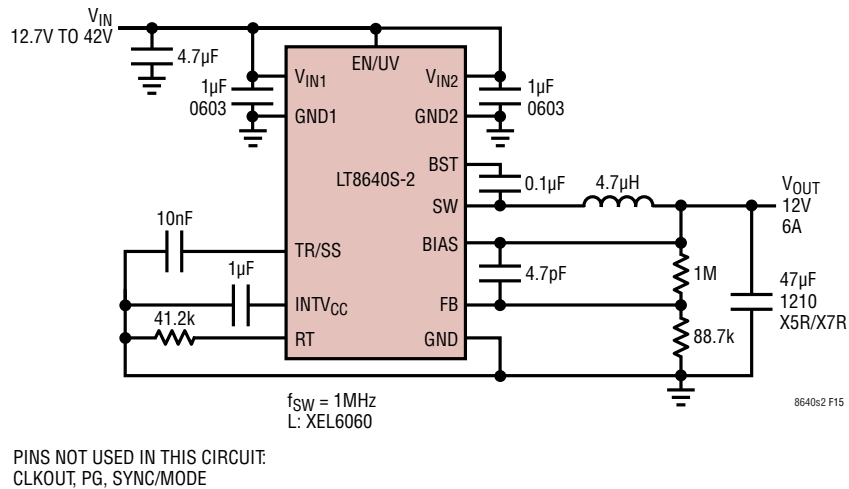 VIN
12.7V TO 42V
4.7µF
1µF
0603
VIN1
GND1
EN/UV
VIN2
GND2
1µF
0603
BST
LT8640S-2
SW
0.1µF
4.7µH
VOUT
12V
6A
10nF
TR/SS
BIAS
1µF
4.7pF
1M
INTVCC
FB
47µF
1210
X5R/X7R
41.2k
RT
GND
88.7k
fSW = 1MHz
L: XEL6060
8640s2 F15
PINS NOT USED IN THIS CIRCUIT:
CLKOUT, PG, SYNC/MODE